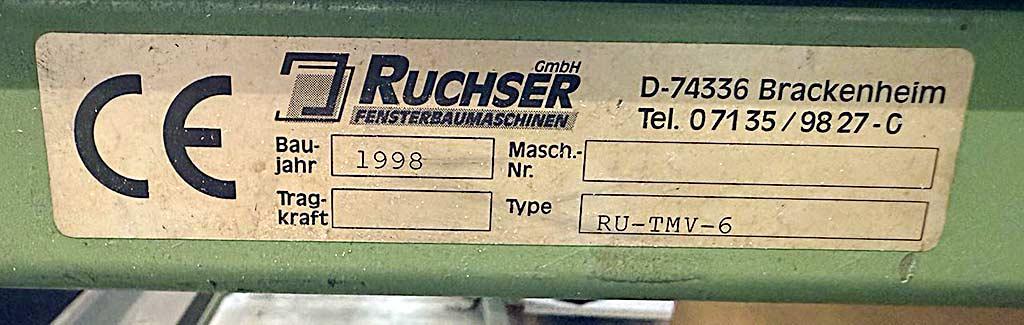 CE
GmbH
RUCHSER
FENSTERBAUMASCHINEN
D-74336 Brackenheim
Tel. 07135/9827-0
Bau-
jahr 1998
Masch.-
Nr.
Trag-
kraft
Type RU-TMV-6